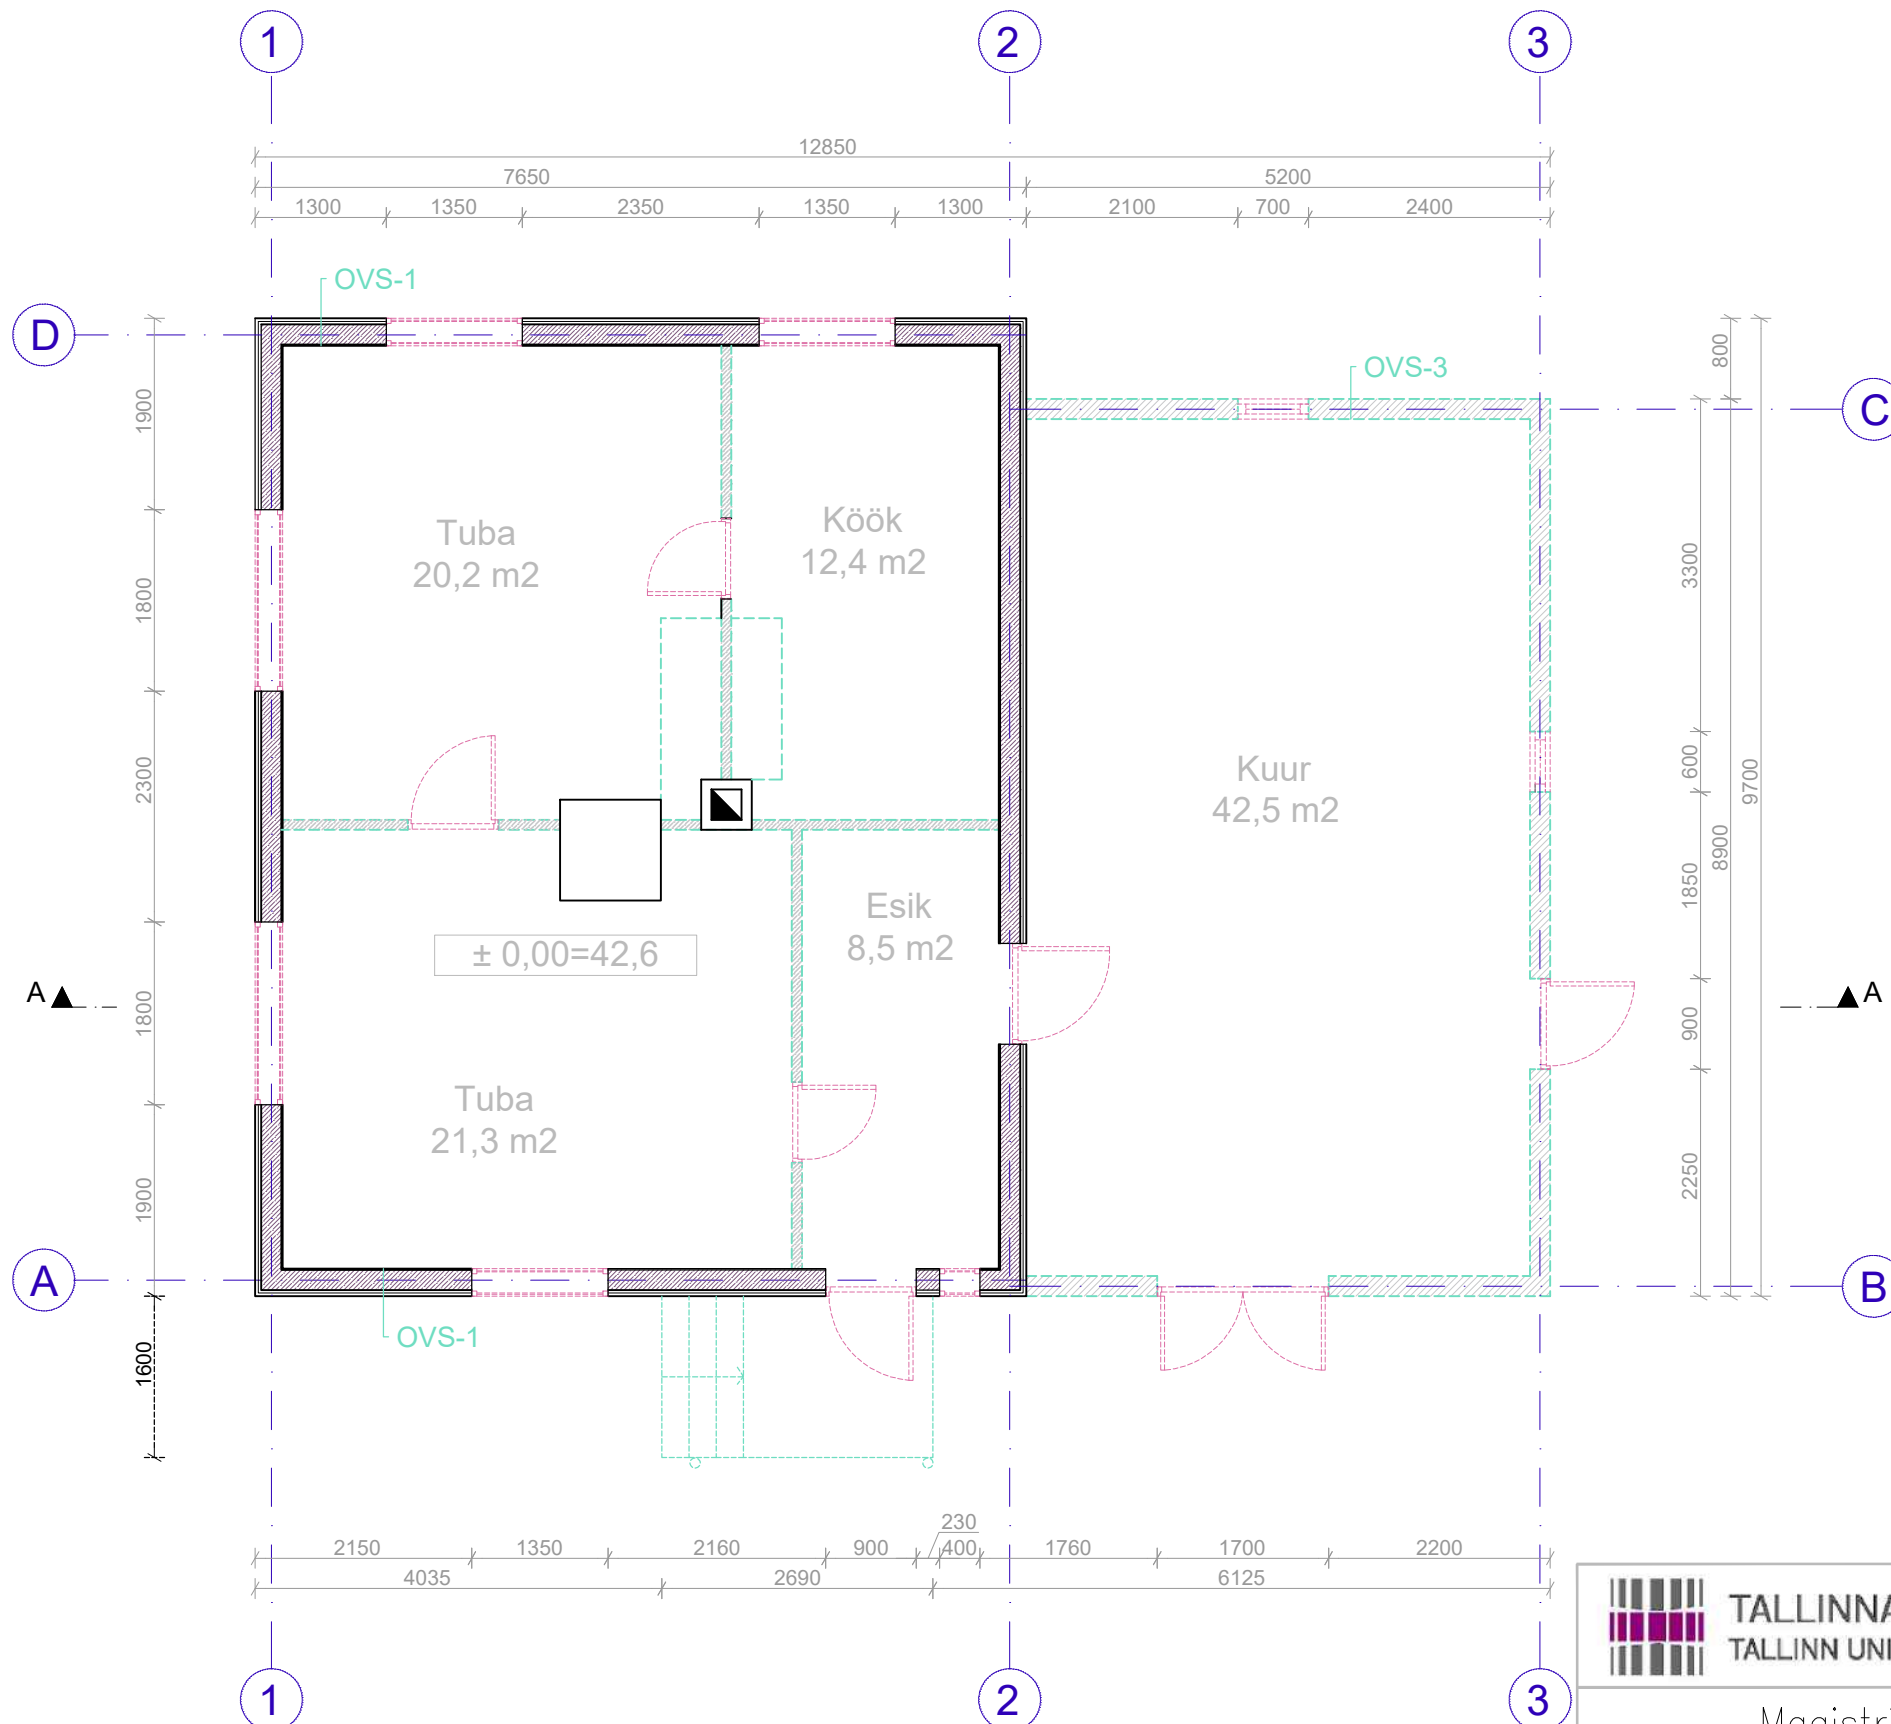 1 2 3
12850
7650 5200
1300 1350 2350 1350 1300 2100 700 2400
OVS-1
D
OVS-3
C
800
1900
3300
Tuba
20,2 m2
Köök
12,4 m2
1800
600
9700
2300
Kuur
42,5 m2
8900
1850
Esik
8,5 m2
± 0,00=42,6
A
1800
900
A
Tuba
21,3 m2
1900
2250
A
B
OVS-1
1600
230
2150 1350 2160 900 400 1760 1700 2200
4035 2690 6125
TALLINNA
TALLINN UNI
1 2 3
Magistr